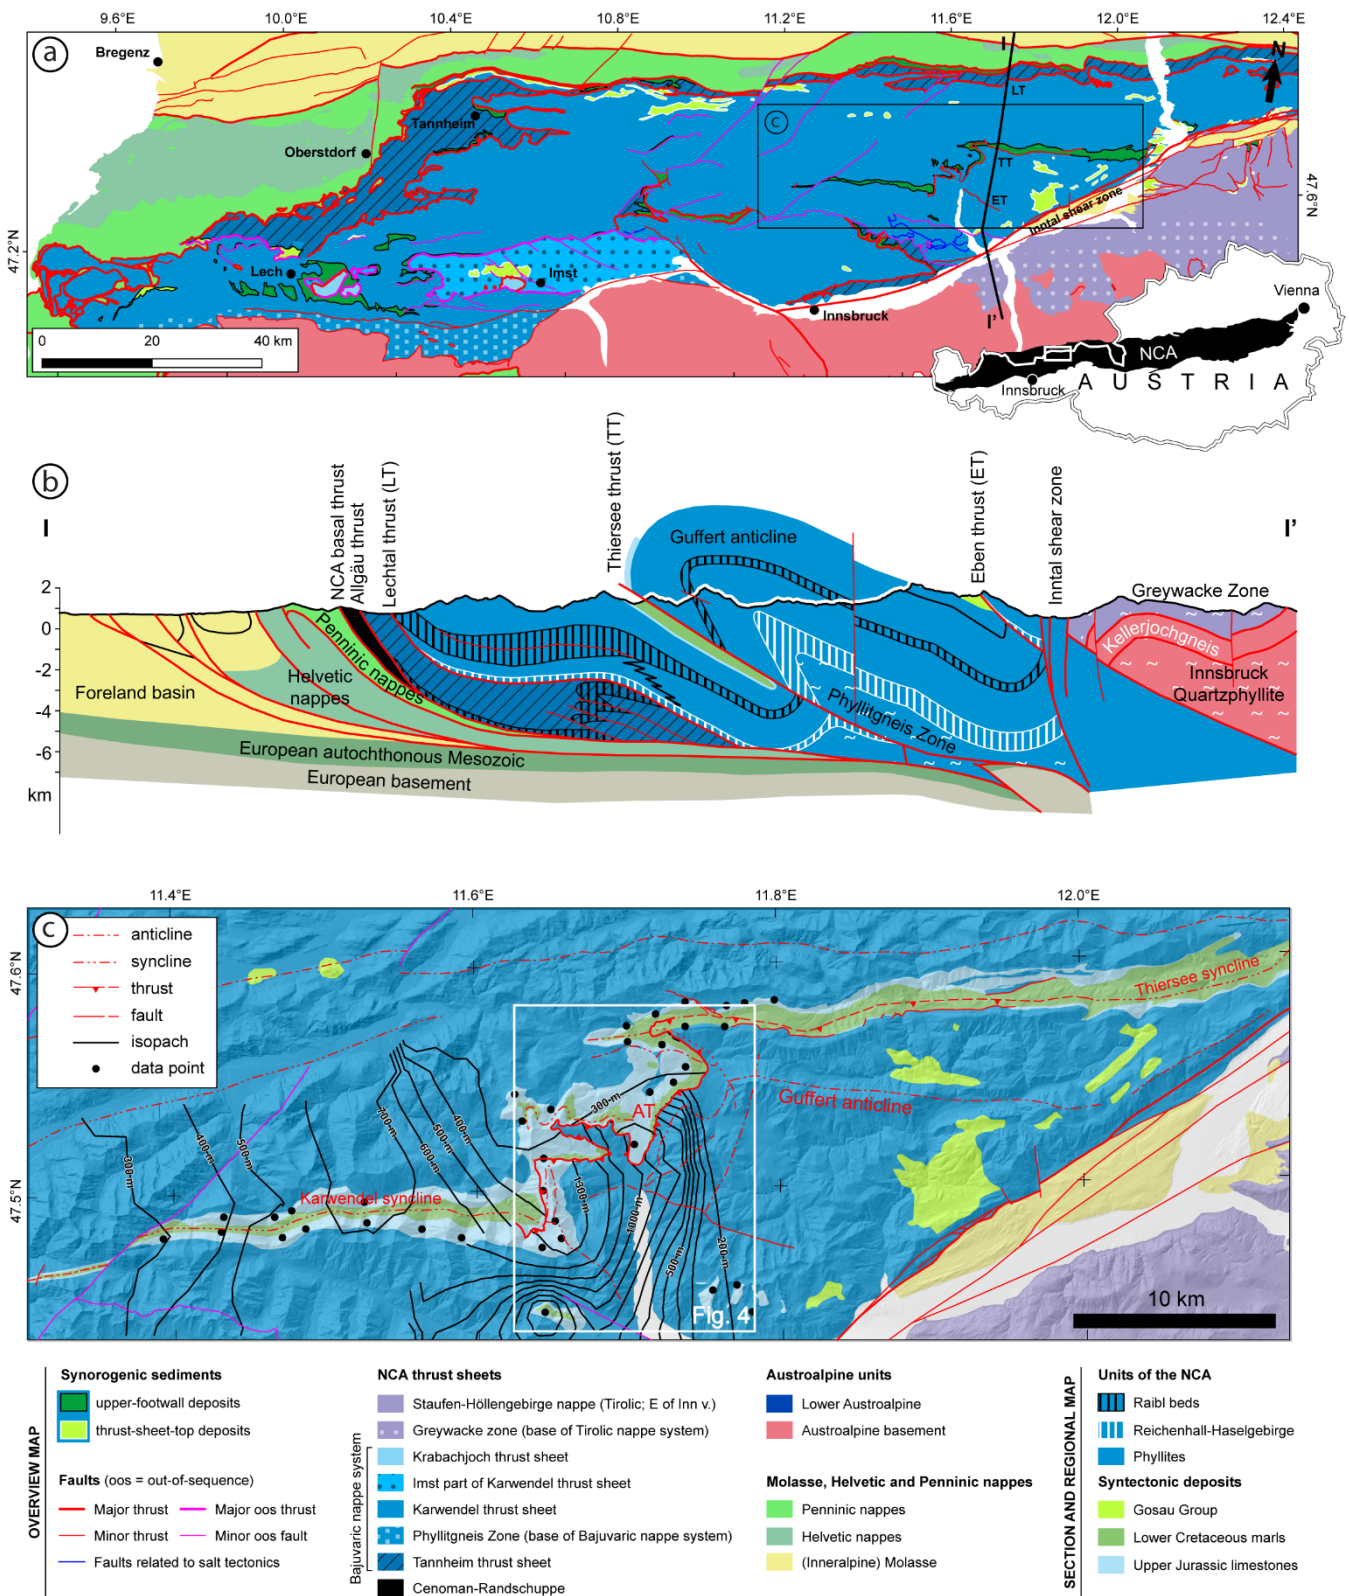 9.6°E 10.0°E 10.4°E 10.8°E 11.2°E 11.6°E 12.0°E 12.4°E
a
Bregenz
I
N
LT
Tannheim
c
Oberstdorf
TT
47.6°N
ET
Inntal shear zone
47.2°N
Lech
Imst
Vienna
Innsbruck
I'
0 20 40 km
NCA
Innsbruck
AUSTRIA
b
NCA basal thrust
Allgäu thrust
Lechtal thrust (LT)
Thiersee thrust (TT)
Eben thrust (ET)
Inntal shear zone
I
I'
Guffert anticline
Greywacke Zone
2
0
-2
-4
-6
km
Kellerjochgneis
Penninic nappes
Helvetic
nappes
Innsbruck
Quartzphyllite
Foreland basin
Phyllitgneis Zone
European autochthonous Mesozoic
European basement
11.4°E 11.6°E 11.8°E 12.0°E
c
anticline
syncline
thrust
fault
isopach
data point
47.6°N
47.5°N
Thiersee syncline
Guffert anticline
AT
Karwendel syncline
300-m
400-m
500-m
700-m
600-m
500-m
400-m
300-m
1300-m
1000-m
500-m
200-m
Fig. 4
10 km
OVERVIEW MAP
Synorogenic sediments
upper-footwall deposits
thrust-sheet-top deposits
Faults (oos = out-of-sequence)
Major thrust Major oos thrust
Minor thrust Minor oos fault
Faults related to salt tectonics
NCA thrust sheets
Staufen-Höllengebirge nappe (Tirolic; E of Inn v.)
Greywacke zone (base of Tirolic nappe system)
Bajuvaric nappe system
Krabachjoch thrust sheet
Imst part of Karwendel thrust sheet
Karwendel thrust sheet
Phyllitgneis Zone (base of Bajuvaric nappe system)
Tannheim thrust sheet
Cenoman-Randschuppe
Austroalpine units
Lower Austroalpine
Austroalpine basement
Molasse, Helvetic and Penninic nappes
Penninic nappes
Helvetic nappes
(Inneralpine) Molasse
SECTION AND REGIONAL MAP
Units of the NCA
Raibl beds
Reichenhall-Haselgebirge
Phyllites
Syntectonic deposits
Gosau Group
Lower Cretaceous marls
Upper Jurassic limestones